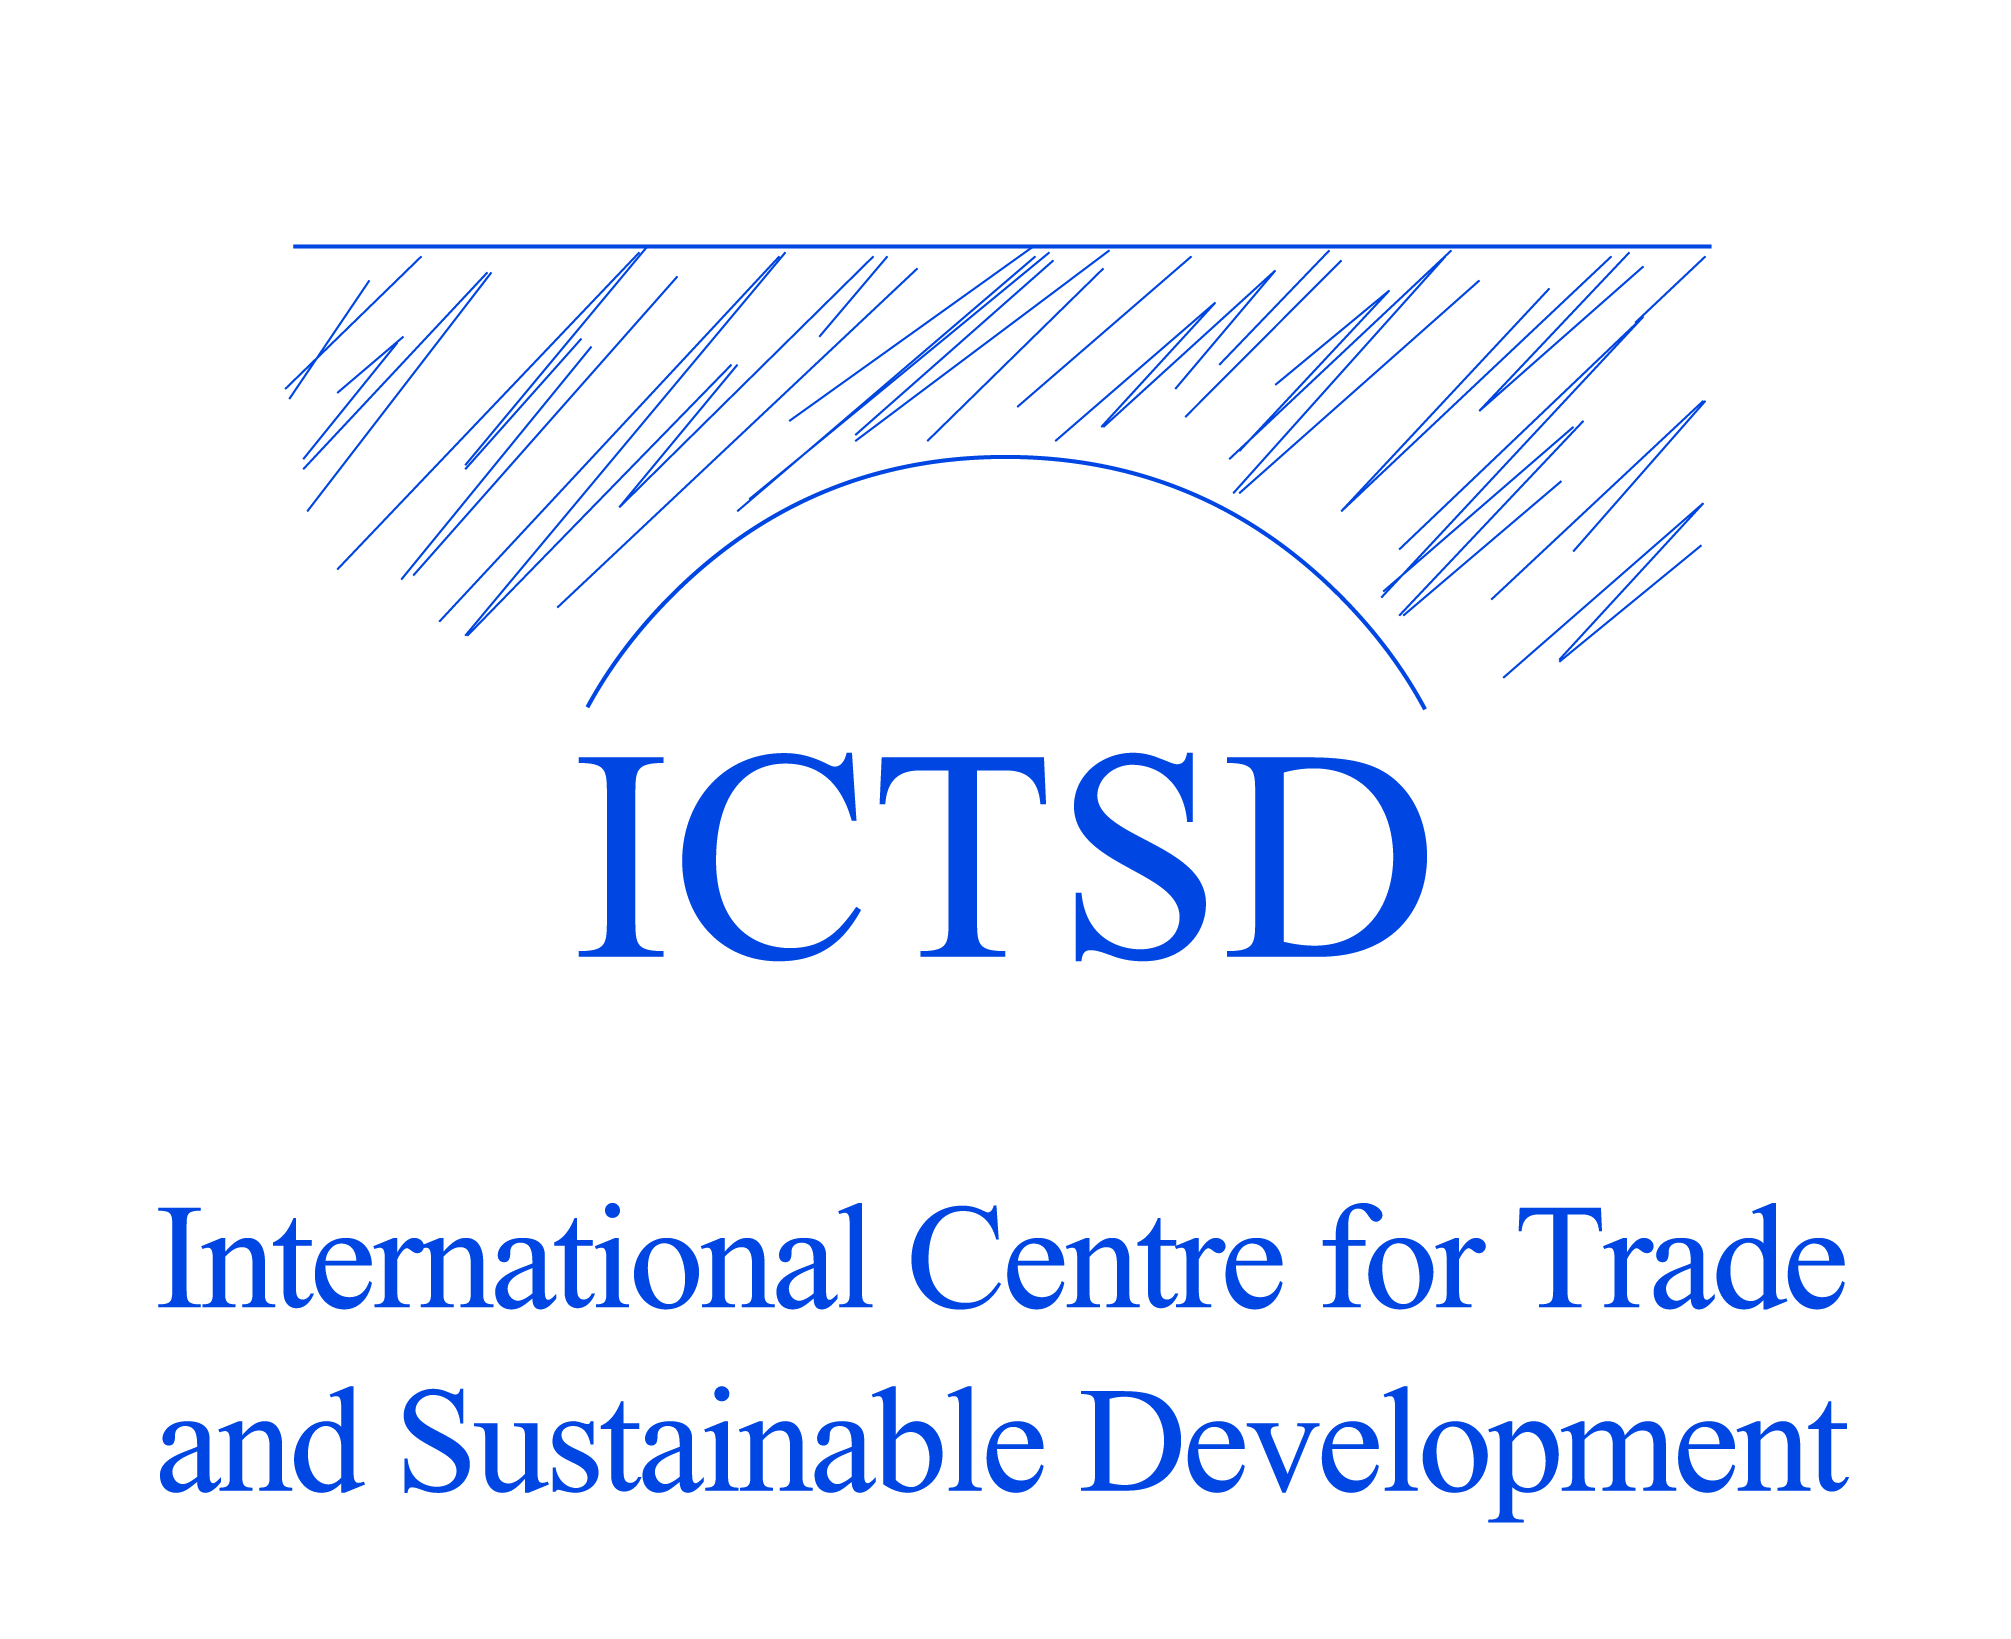 ICTSD
International Centre for Trade
and Sustainable Development